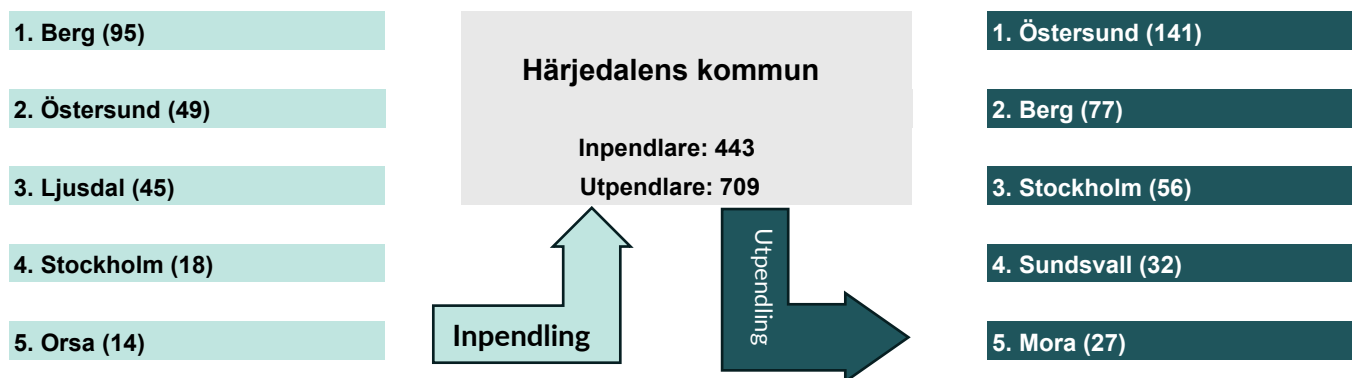 1. Berg (95)
2. Östersund (49)
3. Ljusdal (45)
4. Stockholm (18)
5. Orsa (14)
Härjedalens kommun
Inpendlare: 443
Utpendlare: 709
Inpendling
Utpendling
1. Östersund (141)
2. Berg (77)
3. Stockholm (56)
4. Sundsvall (32)
5. Mora (27)